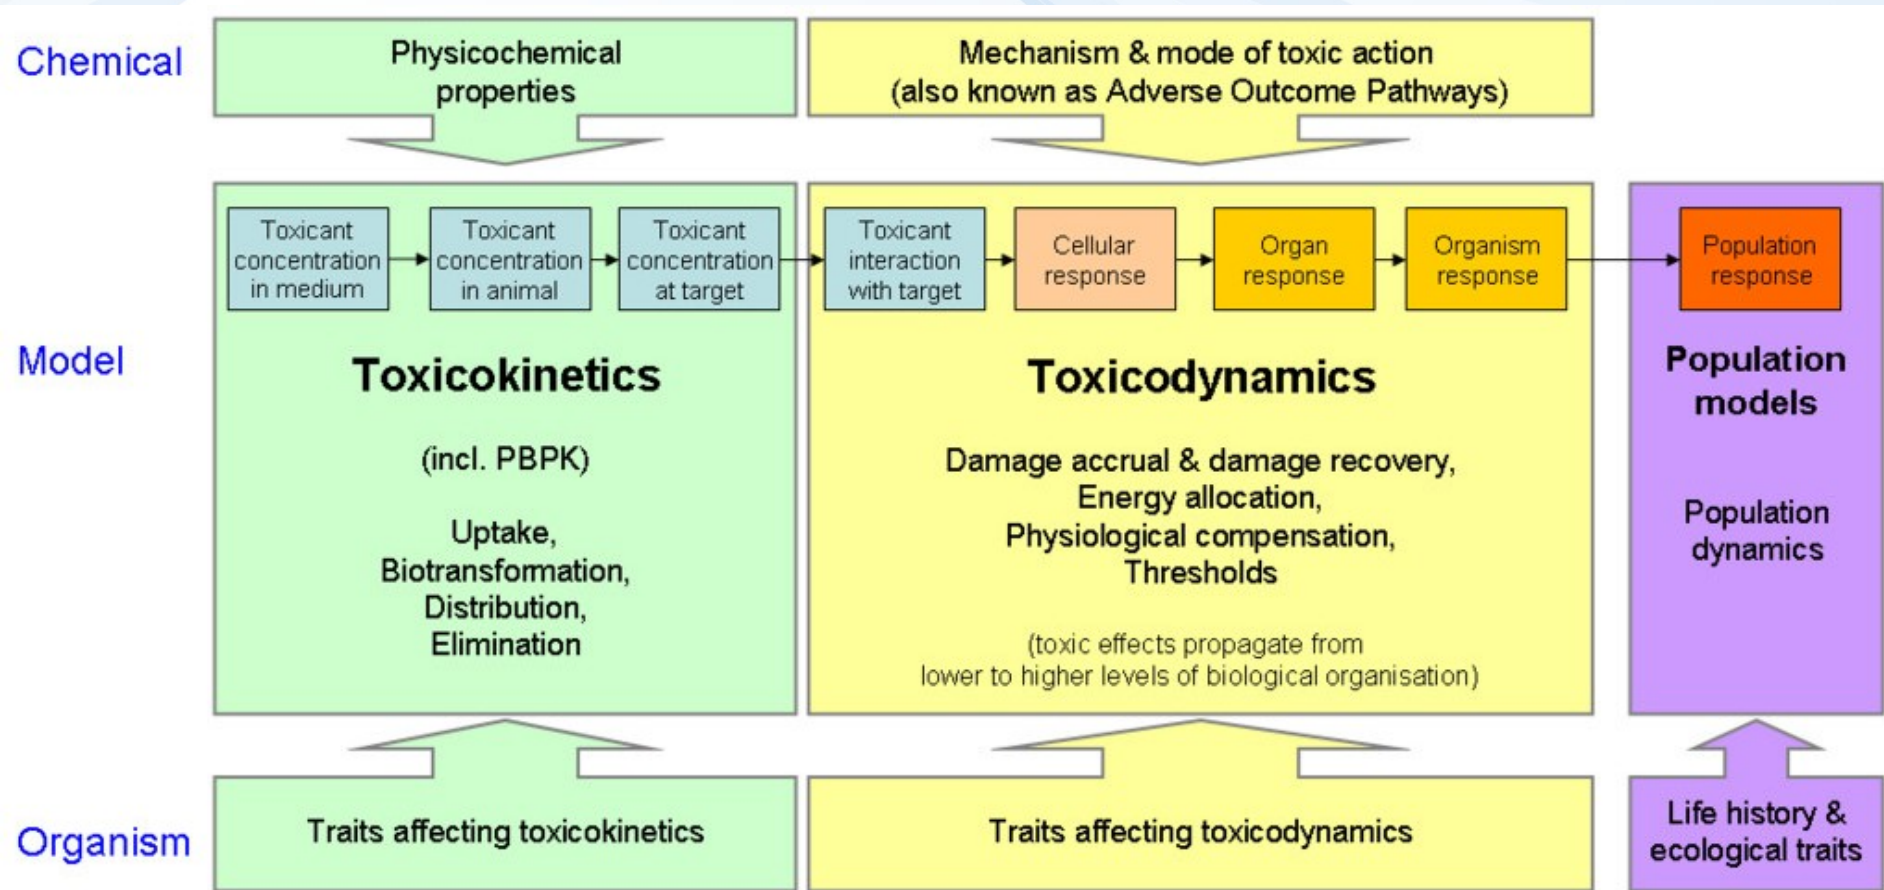 Chemical
Physicochemical
properties
Mechanism & mode of toxic action
(also known as Adverse Outcome Pathways)
Model
Toxicant
concentration
in medium
Toxicant
concentration
in animal
Toxicant
concentration
at target
Toxicokinetics
(incl. PBPK)
Uptake,
Biotransformation,
Distribution,
Elimination
Toxicant
interaction
with target
Cellular
response
Organ
response
Organism
response
Toxicodynamics
Damage accrual & damage recovery,
Energy allocation,
Physiological compensation,
Thresholds
(toxic effects propagate from
lower to higher levels of biological organisation)
Population
response
Population
models
Population
dynamics
Organism
Traits affecting toxicokinetics
Traits affecting toxicodynamics
Life history &
ecological traits